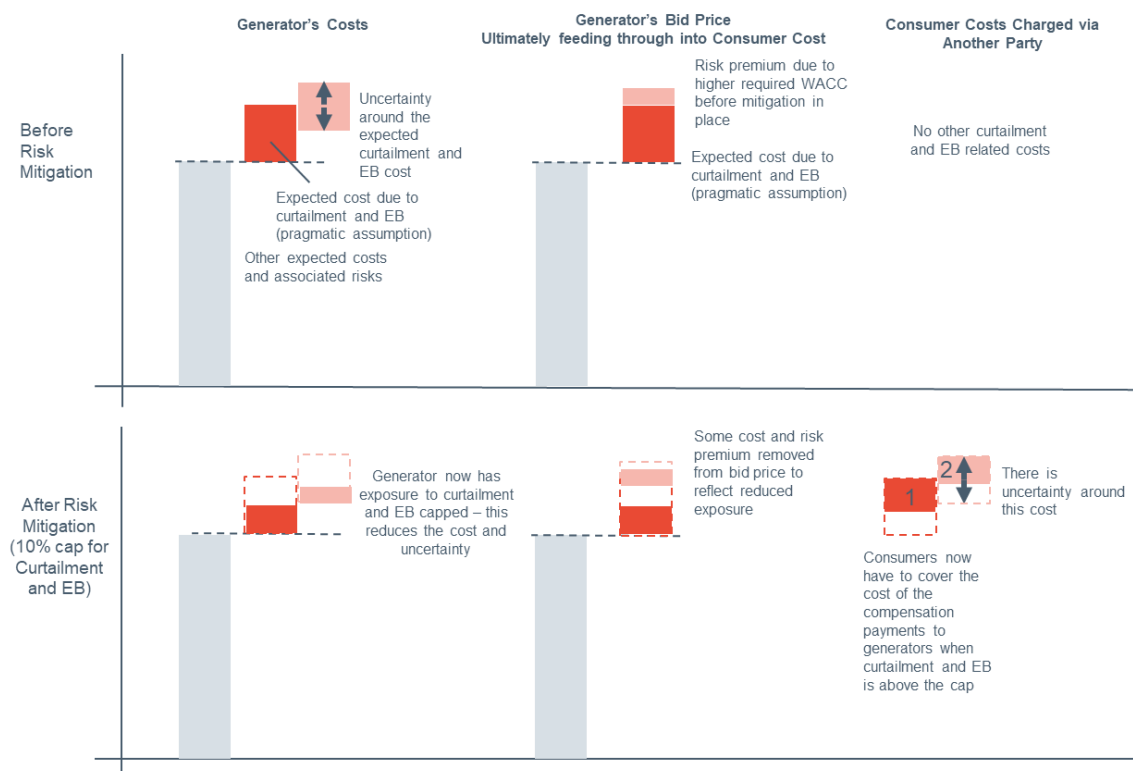 Generator's Costs
Generator's Bid Price
Ultimately feeding through into Consumer Cost
Consumer Costs Charged via
Another Party
Before
Risk
Mitigation
Uncertainty
around the
expected
curtailment and
EB cost
Expected cost due to
curtailment and EB
(pragmatic assumption)
Other expected costs
and associated risks
Risk premium due to
higher required WACC
before mitigation in
place
Expected cost due to
curtailment and EB
(pragmatic assumption)
No other curtailment
and EB related costs
After Risk
Mitigation
(10% cap for
Curtailment
and EB)
Generator now has
exposure to curtailment
and EB capped – this
reduces the cost and
uncertainty
Some cost and risk
premium removed
from bid price to
reflect reduced
exposure
1
2
There is
uncertainty around
this cost
Consumers now
have to cover the
cost of the
compensation
payments to
generators when
curtailment and EB
is above the cap